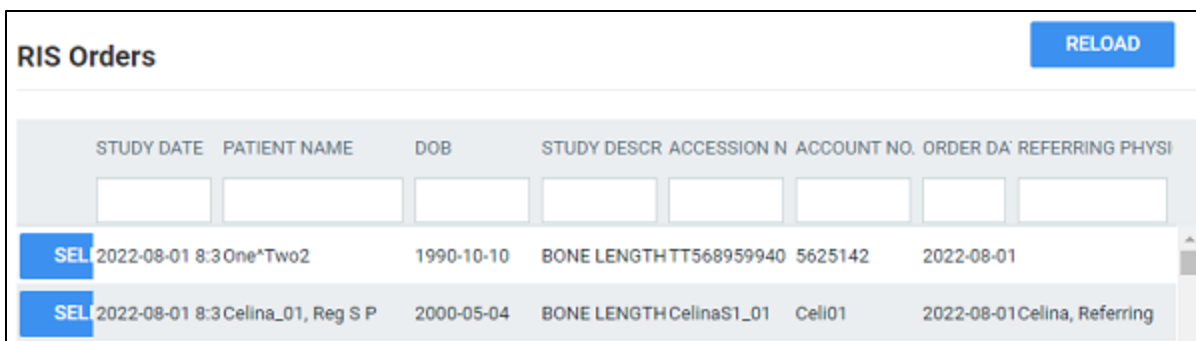 RIS Orders
RELOAD
STUDY DATE PATIENT NAME DOB STUDY DESCR ACCESSION N ACCOUNT NO. ORDER DA REFERRING PHYSI
SEL 2022-08-01 8:3 One^Two2 1990-10-10 BONE LENGTH TT568959940 5625142 2022-08-01
SEL 2022-08-01 8:3 Celina_01, Reg S P 2000-05-04 BONE LENGTH CelinaS1_01 Celi01 2022-08-01 Celina, Referring